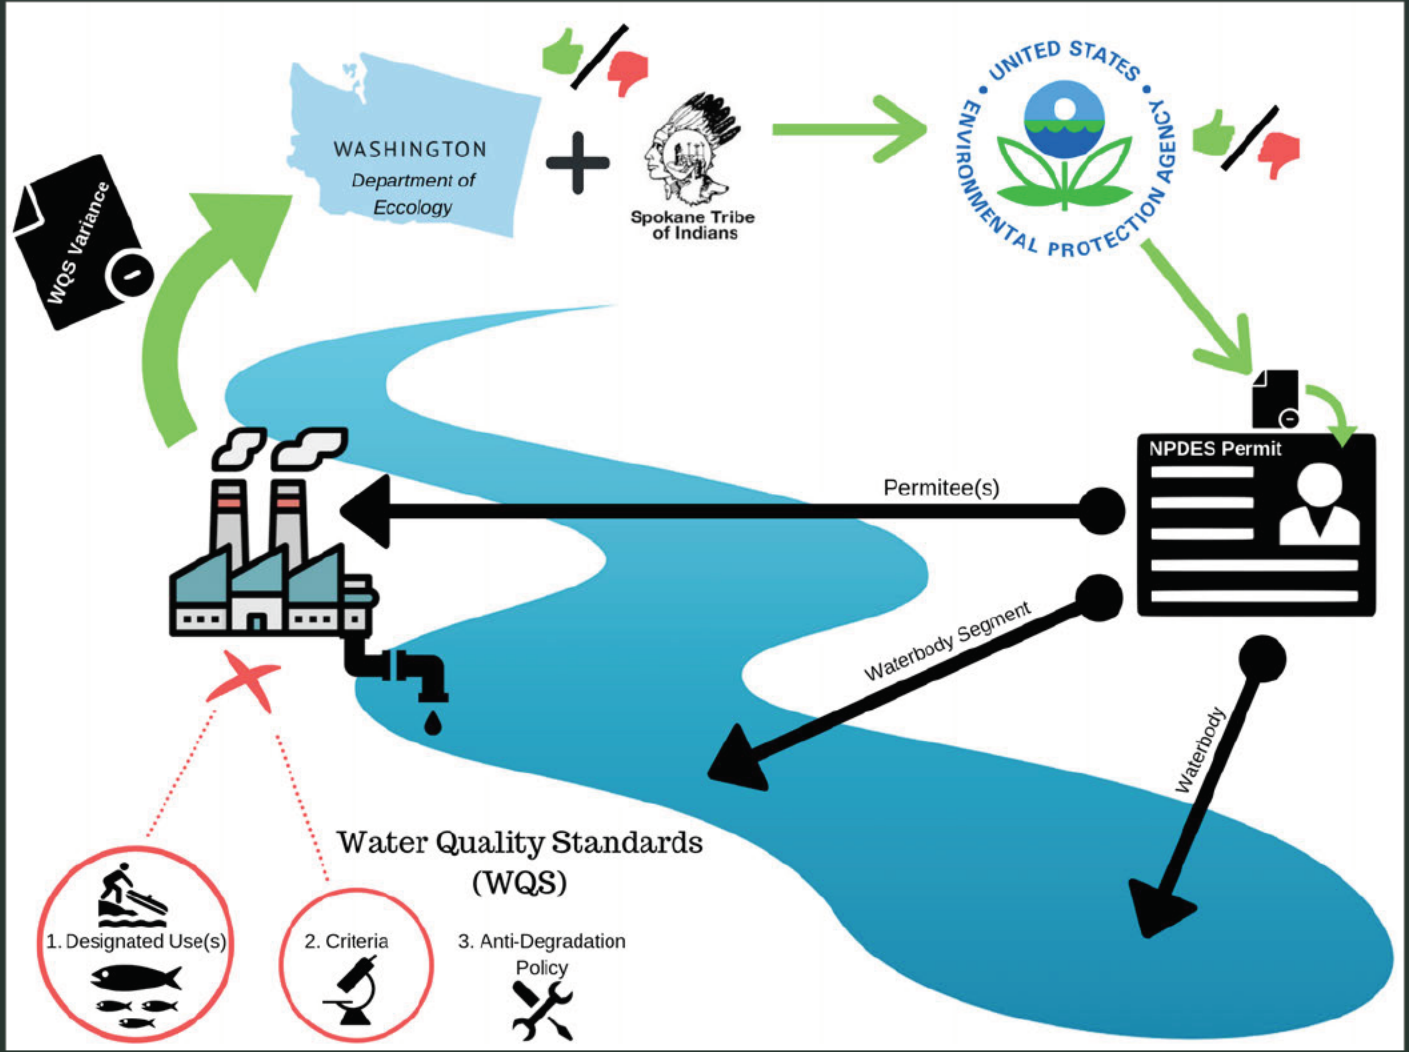 WQS Variance
WASHINGTON
Department of
Eccology
Spokane Tribe
of Indians
UNITED STATES
ENVIRONMENTAL PROTECTION AGENCY
NPDES Permit
Permitee(s)
Waterbody Segment
Waterbody
Water Quality Standards
(WQS)
1. Designated Use(s)
2. Criteria
3. Anti-Degradation
Policy